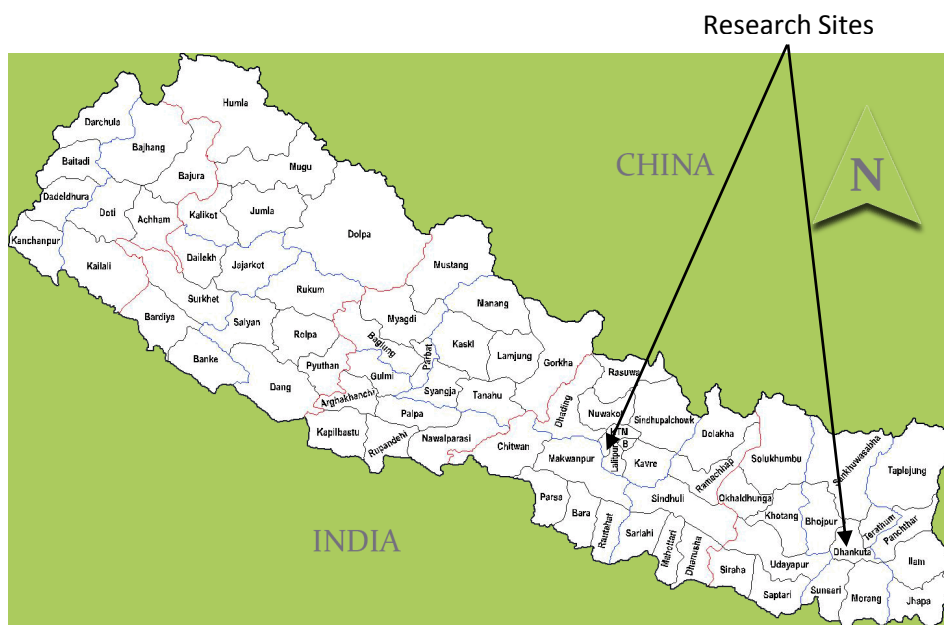 Research Sites
Humla
Darchula
Bajhang
Baitadi
Bajura
Mugu
CHINA
N
Dadeldhura
Doti
Achham
Kalikot
Jumla
Kanchanpur
Dolpa
Kailali
Dailekh
Jajarkot
Mustang
Surkhet
Rukum
Manang
Bardiya
Salyan
Myagdi
Rolpa
Baglung
Parbat
Kaski
Lamjung
Gorkha
Banke
Pyuthan
Gulmi
Rasuwa
Dang
Syangja
Tanahu
Dhading
Nuwakot
Sindhupalchowk
Arghakhanchi
Palpa
Kapilbastu
Rupandehi
Nawalparasi
Chitwan
KTN
B
Lalitpur
Dolakha
Makwanpur
Kavre
Ramechhap
Solukhumbu
Sankhuwasabha
Taplejung
Parsa
Bara
Sindhuli
Okhaldhunga
Khotang
Bhojpur
Terathum
Panchthar
INDIA
Rautehat
Sarlahi
Mahottari
Dhanusha
Siraha
Udayapur
Dhankuta
Ilam
Saptari
Sunsari
Morang
Jhapa